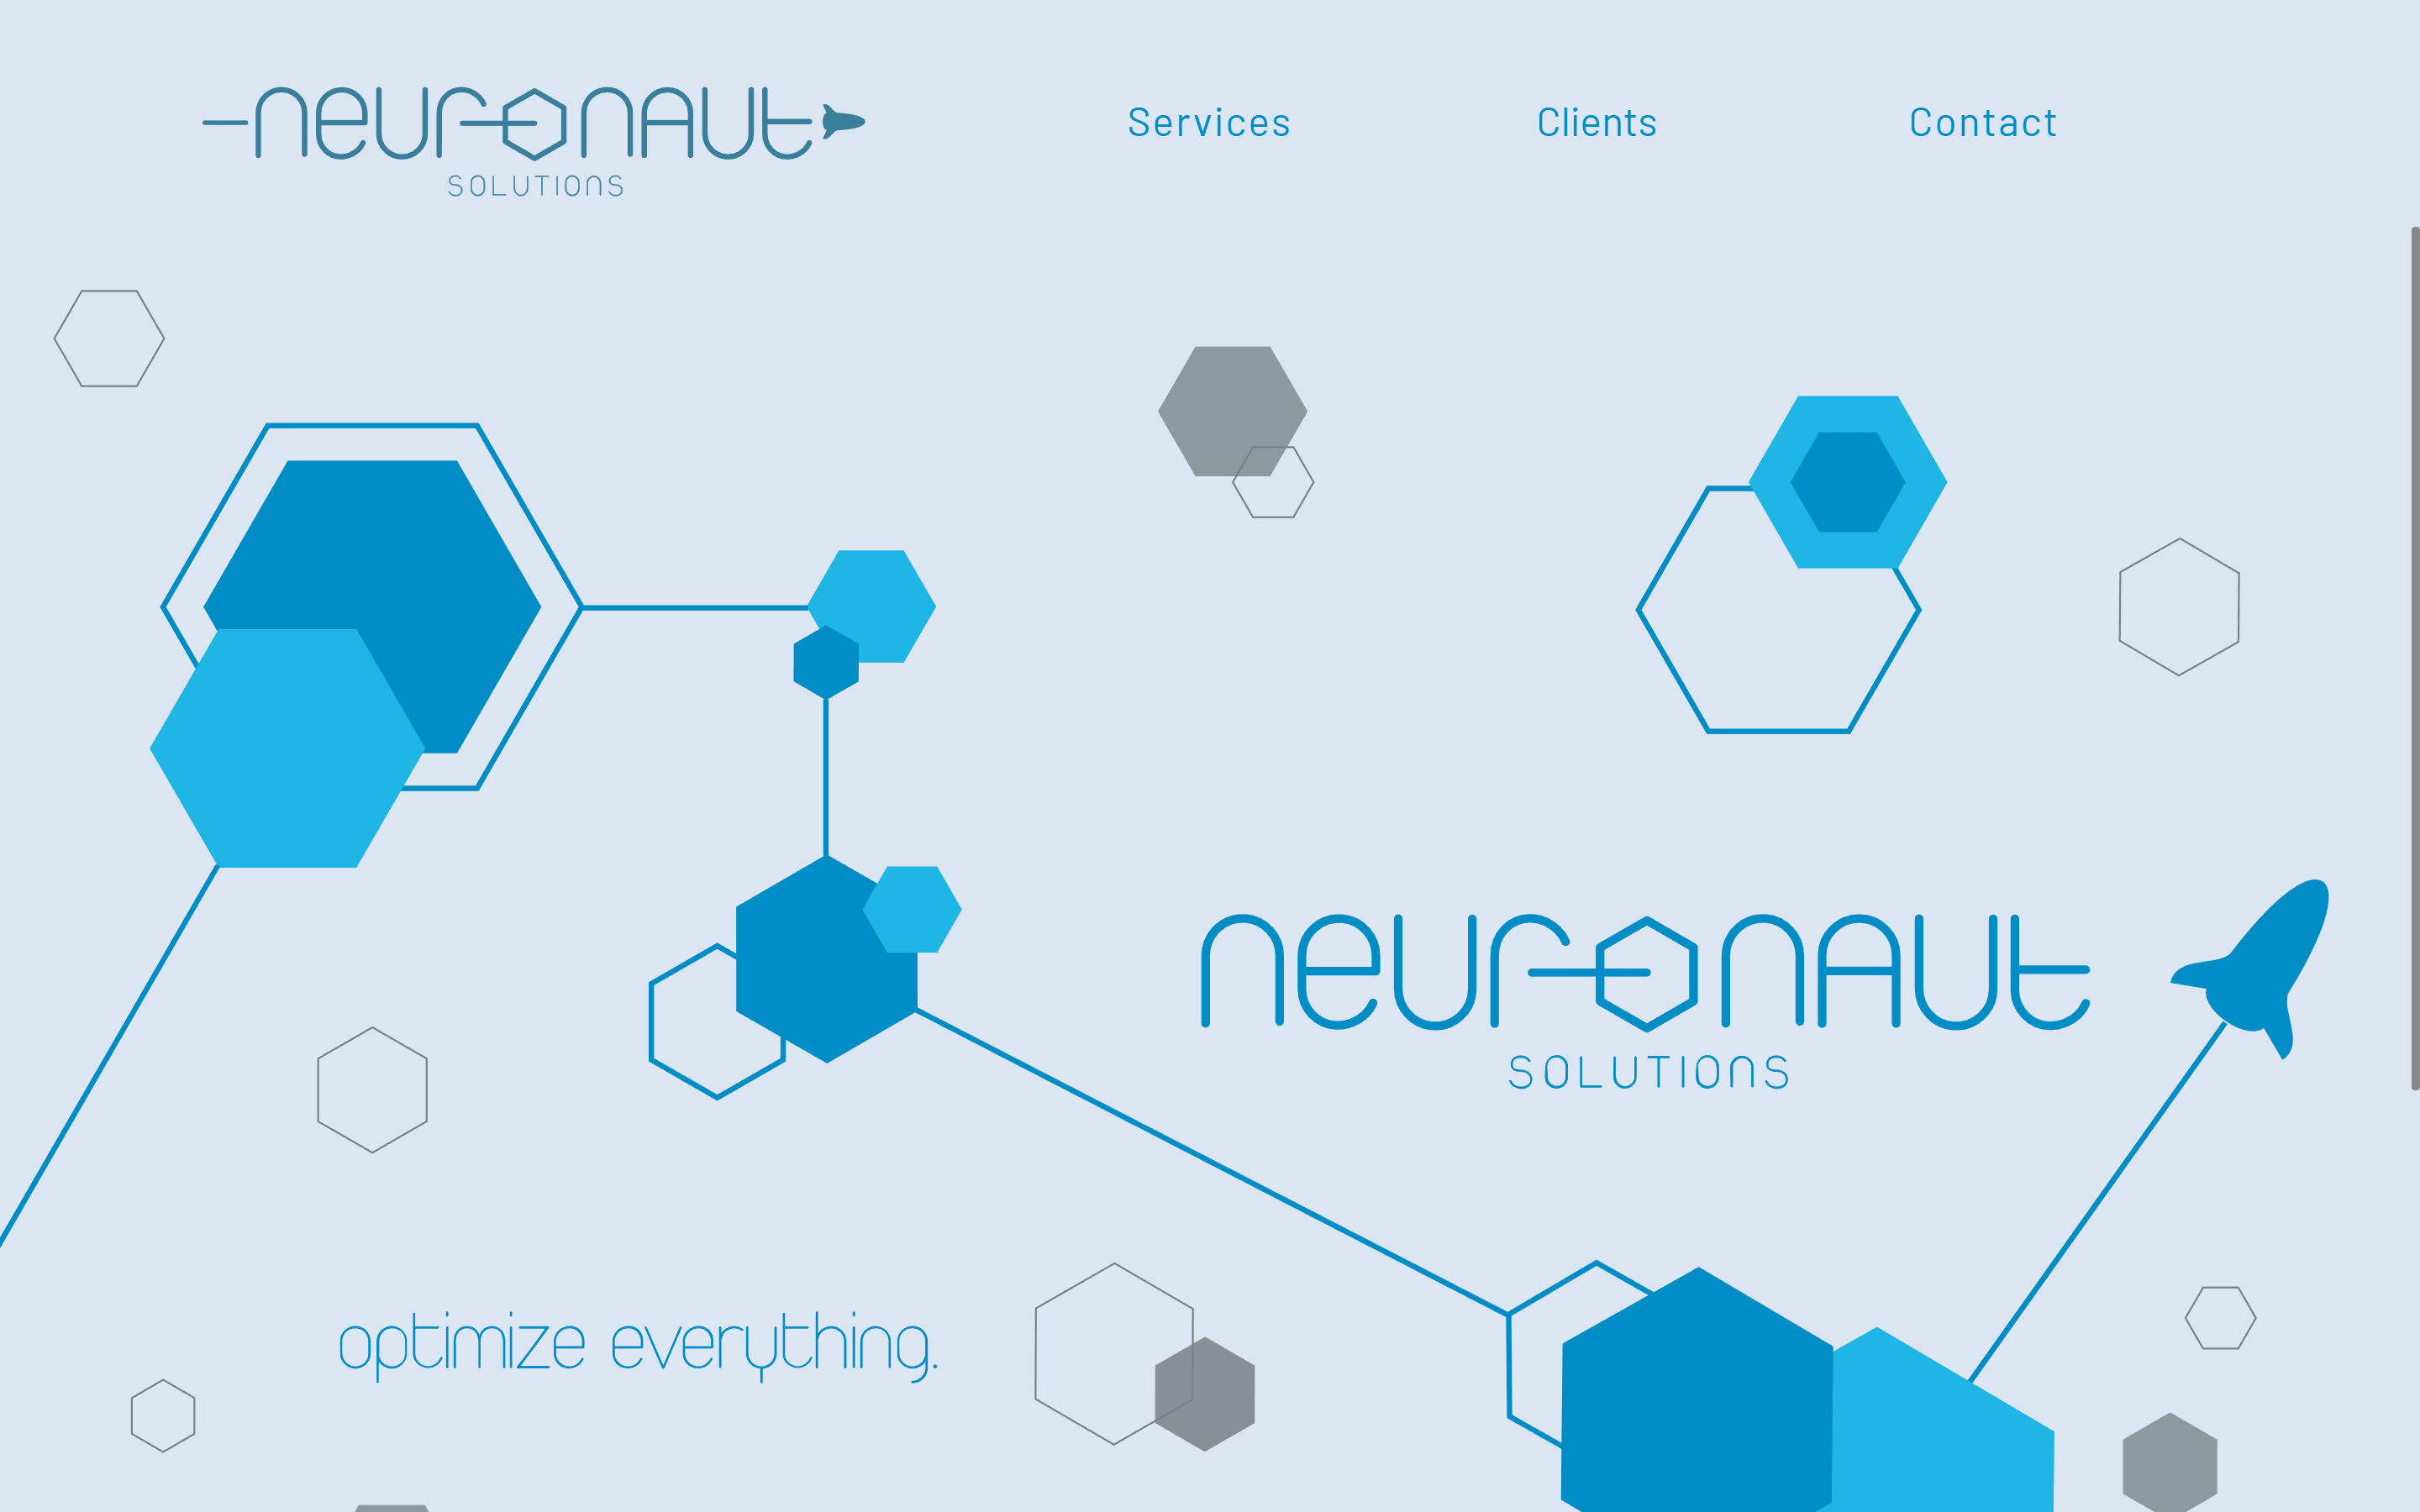 neuronAut
SOLUTIONS
Services
Clients
Contact
neuronAut
SOLUTIONS
optimize everything.